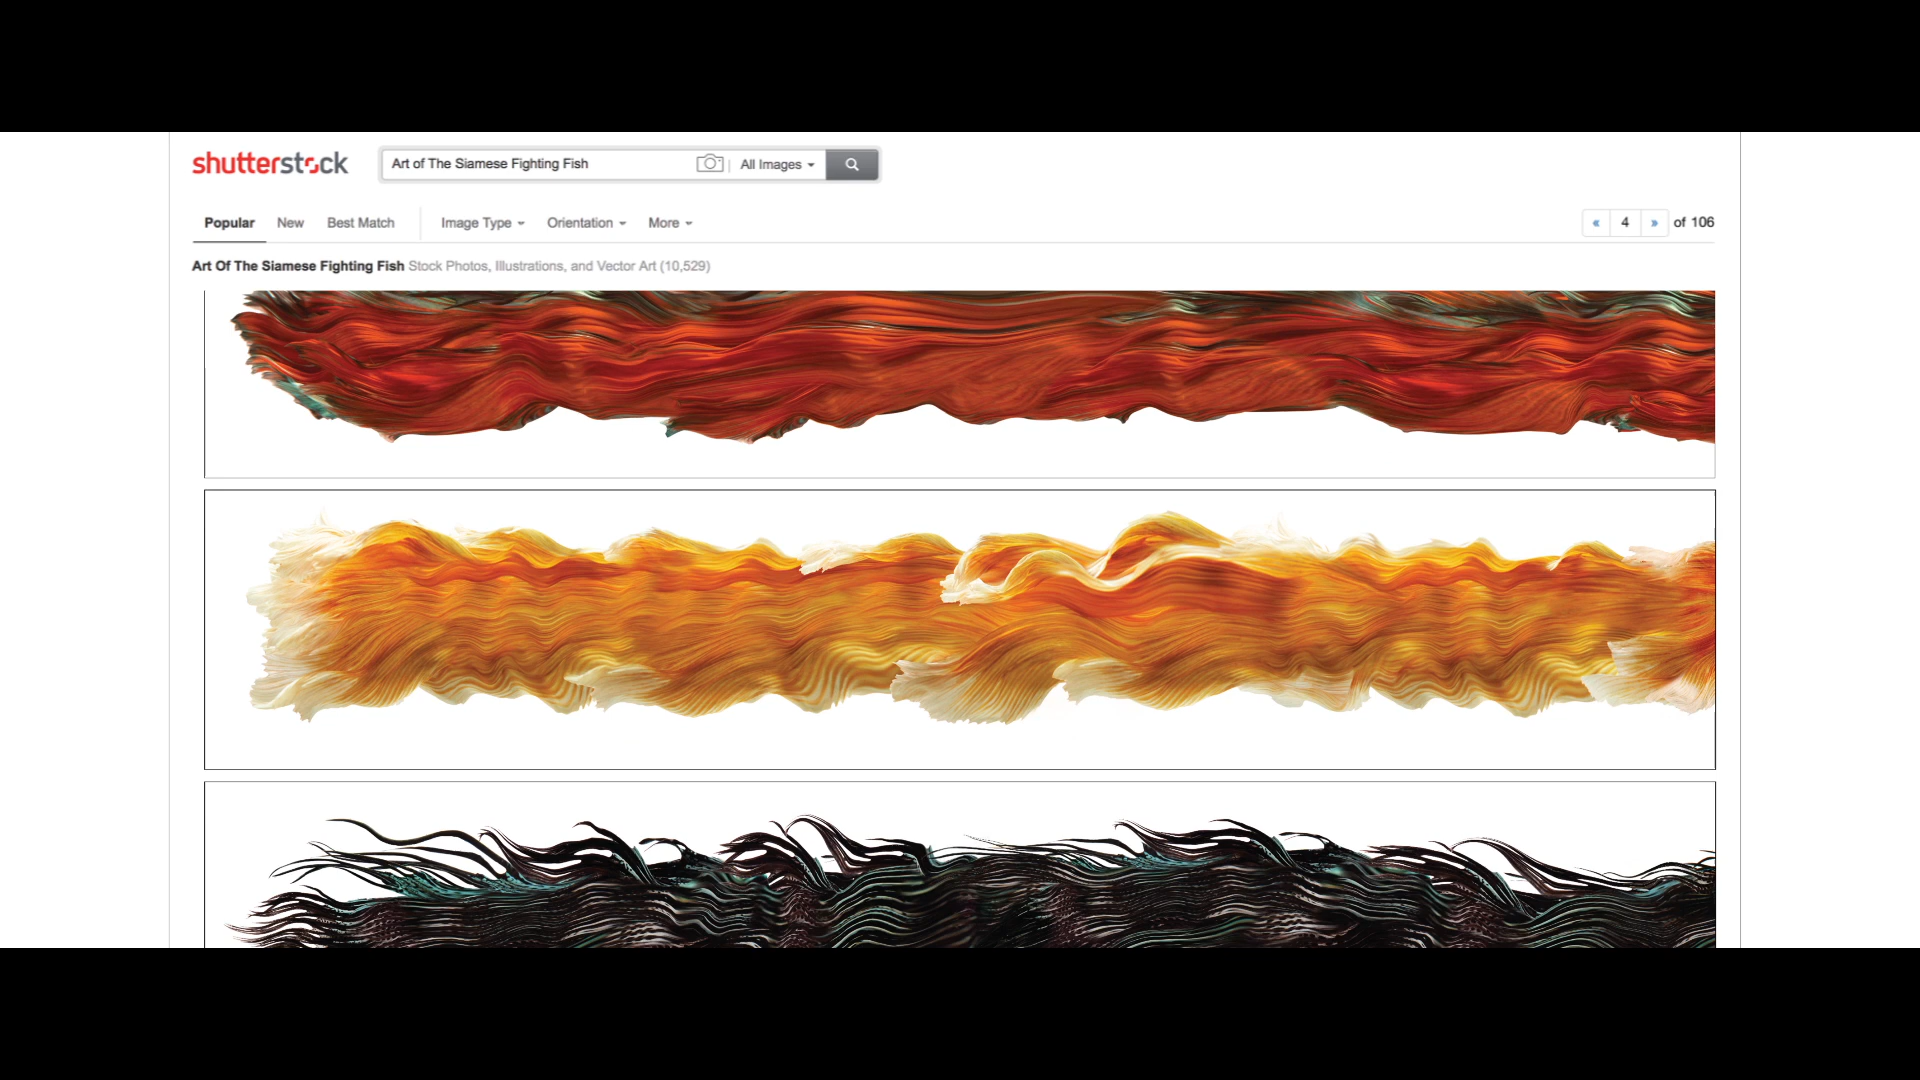 shutterstock
Art of The Siamese Fighting Fish
All Images
Popular New Best Match Image Type Orientation More
« 4 » of 106
Art Of The Siamese Fighting Fish Stock Photos, Illustrations, and Vector Art (10,529)